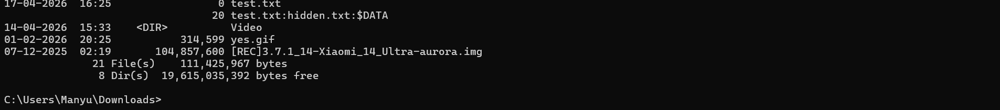 17-04-2026  16:25                 0 test.txt
                                 20 test.txt:hidden.txt:$DATA
14-04-2026  15:33    <DIR>          Video
01-02-2026  20:25           314,599 yes.gif
07-12-2025  02:19       104,857,600 [REC]3.7.1_14-Xiaomi_14_Ultra-aurora.img
              21 File(s)    111,425,967 bytes
               8 Dir(s)  19,615,035,392 bytes free
C:\Users\Manyu\Downloads>